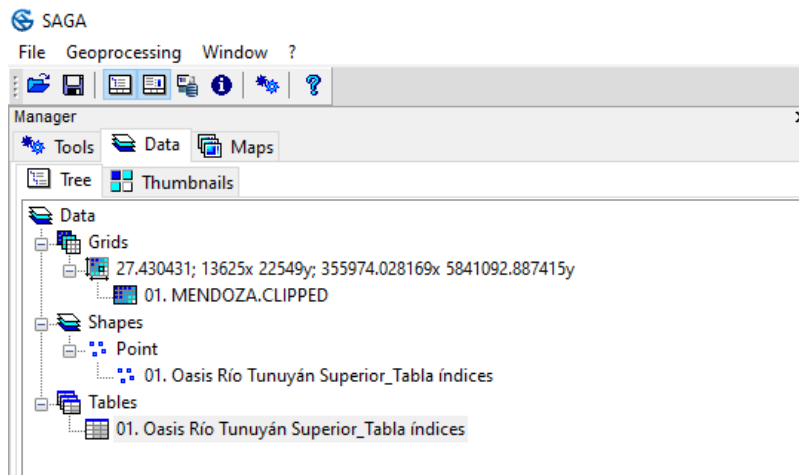 SAGA
File Geoprocessing Window ?
Manager
Tools Data Maps
Tree Thumbnails
Data
Grids
27.430431; 13625x 22549y; 355974.028169x 5841092.887415y
01. MENDOZA.CLIPPED
Shapes
Point
01. Oasis Río Tunuyán Superior_Tabla índices
Tables
01. Oasis Río Tunuyán Superior_Tabla índices